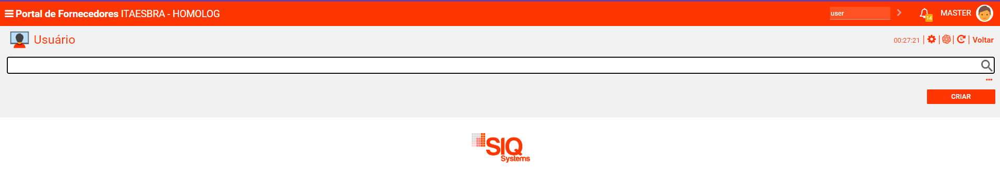 Portal de Fornecedores ITAESBRA - HOMOLOG
user
14
MASTER
Usuário
00:27:21
Voltar
CRIAR
SIQ
Systems